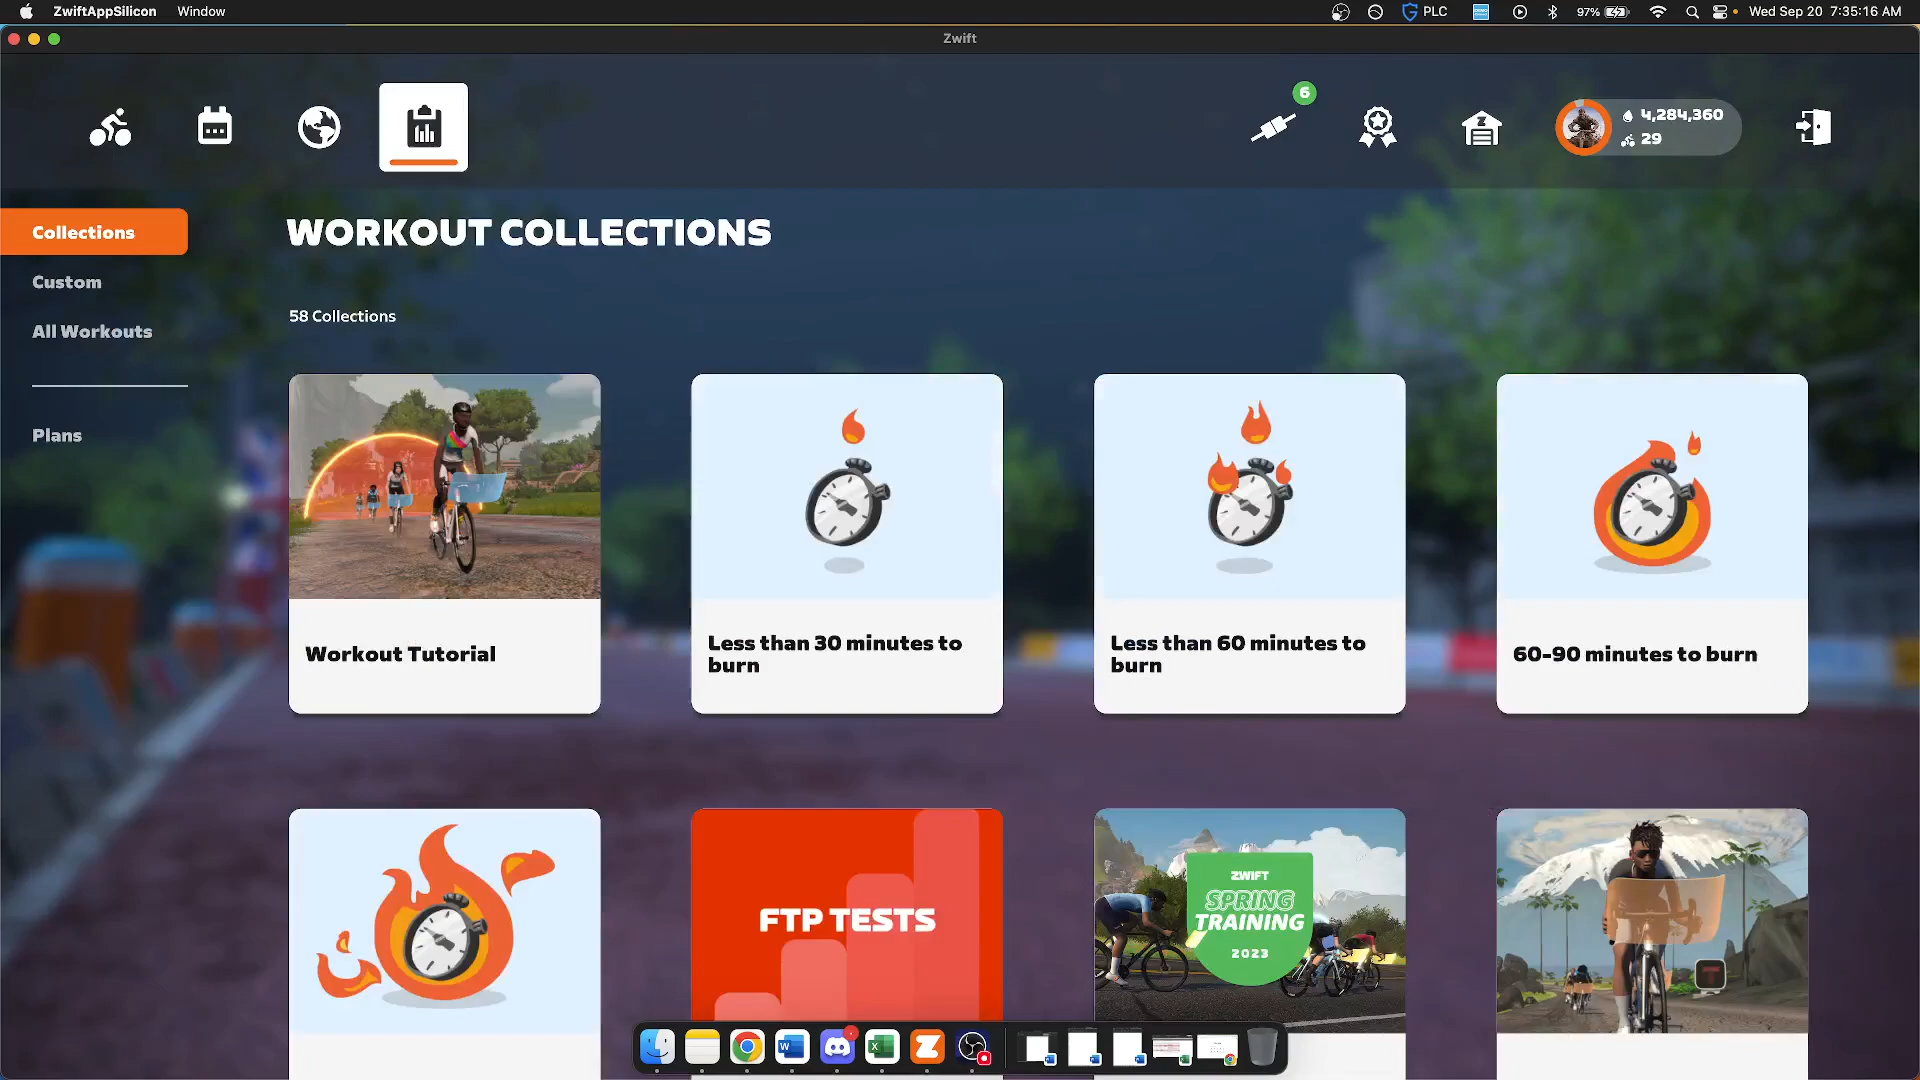 ZwiftAppSilicon Window PLC 97% Wed Sep 20 7:35:16 AM
Zwift
6
4,284,360
29
Collections
Custom
All Workouts
Plans
WORKOUT COLLECTIONS
58 Collections
Workout Tutorial
Less than 30 minutes to
burn
Less than 60 minutes to
burn
60-90 minutes to burn
FTP TESTS
ZWIFT
SPRING
TRAINING
2023